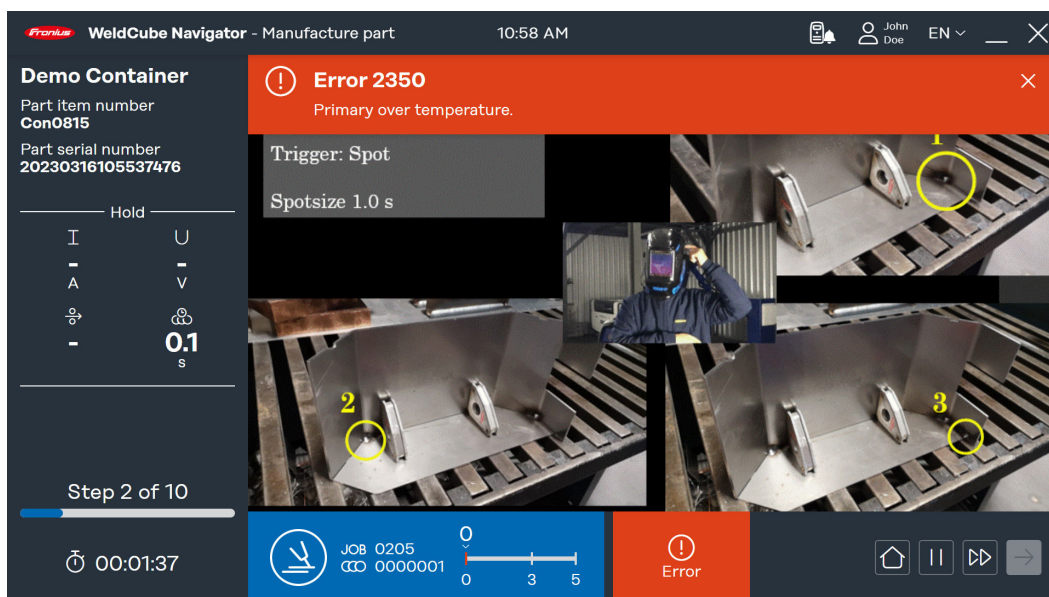 Fronius WeldCube Navigator - Manufacture part 10:58 AM John Doe EN
Demo Container
Part item number
Con0815
Part serial number
20230316105537476
Hold
I U
- -
A V
- 0.1
s
Step 2 of 10
00:01:37
Error 2350
Primary over temperature.
Trigger: Spot
Spotsize 1.0 s
1
2
3
JOB 0205
0000001
0
0 3 5
Error